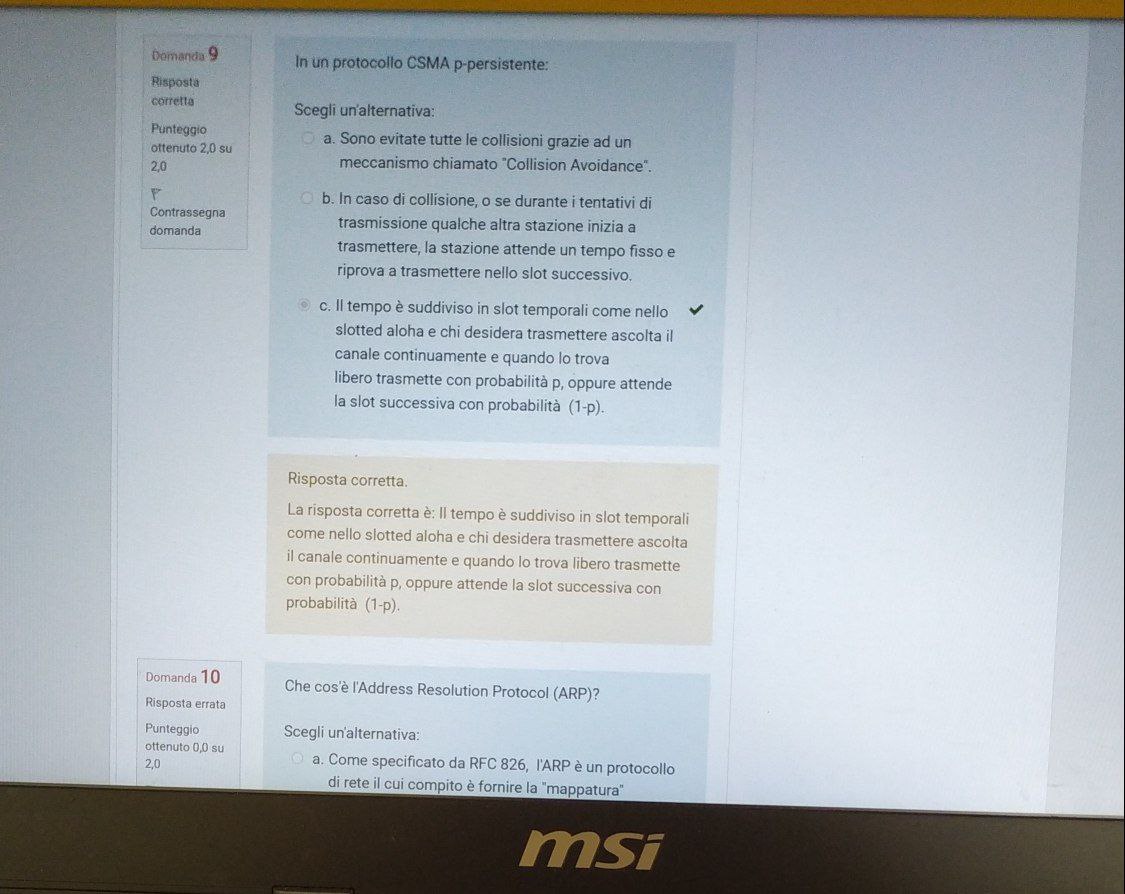 Domanda 9
Risposta
corretta
Punteggio
ottenuto 2,0 su
2,0
Contrassegna
domanda
In un protocollo CSMA p-persistente:
Scegli un'alternativa:
a. Sono evitate tutte le collisioni grazie ad un
meccanismo chiamato "Collision Avoidance".
b. In caso di collisione, o se durante i tentativi di
trasmissione qualche altra stazione inizia a
trasmettere, la stazione attende un tempo fisso e
riprova a trasmettere nello slot successivo.
c. Il tempo è suddiviso in slot temporali come nello
slotted aloha e chi desidera trasmettere ascolta il
canale continuamente e quando lo trova
libero trasmette con probabilità p, oppure attende
la slot successiva con probabilità (1-p).
Risposta corretta.
La risposta corretta è: Il tempo è suddiviso in slot temporali
come nello slotted aloha e chi desidera trasmettere ascolta
il canale continuamente e quando lo trova libero trasmette
con probabilità p, oppure attende la slot successiva con
probabilità (1-p).
Domanda 10
Risposta errata
Punteggio
ottenuto 0,0 su
2,0
Che cos'è l'Address Resolution Protocol (ARP)?
Scegli un'alternativa:
a. Come specificato da RFC 826, l'ARP è un protocollo
di rete il cui compito è fornire la "mappatura"
msi